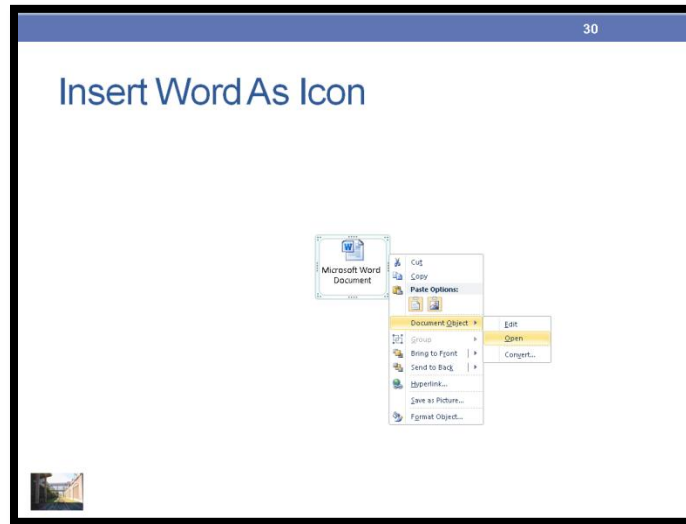 30
Insert Word As Icon
Microsoft Word
Document
Cut
Copy
Paste Options:
Document Object
Edit
Open
Convert...
Group
Bring to Front
Send to Back
Hyperlink...
Save as Picture...
Format Object...